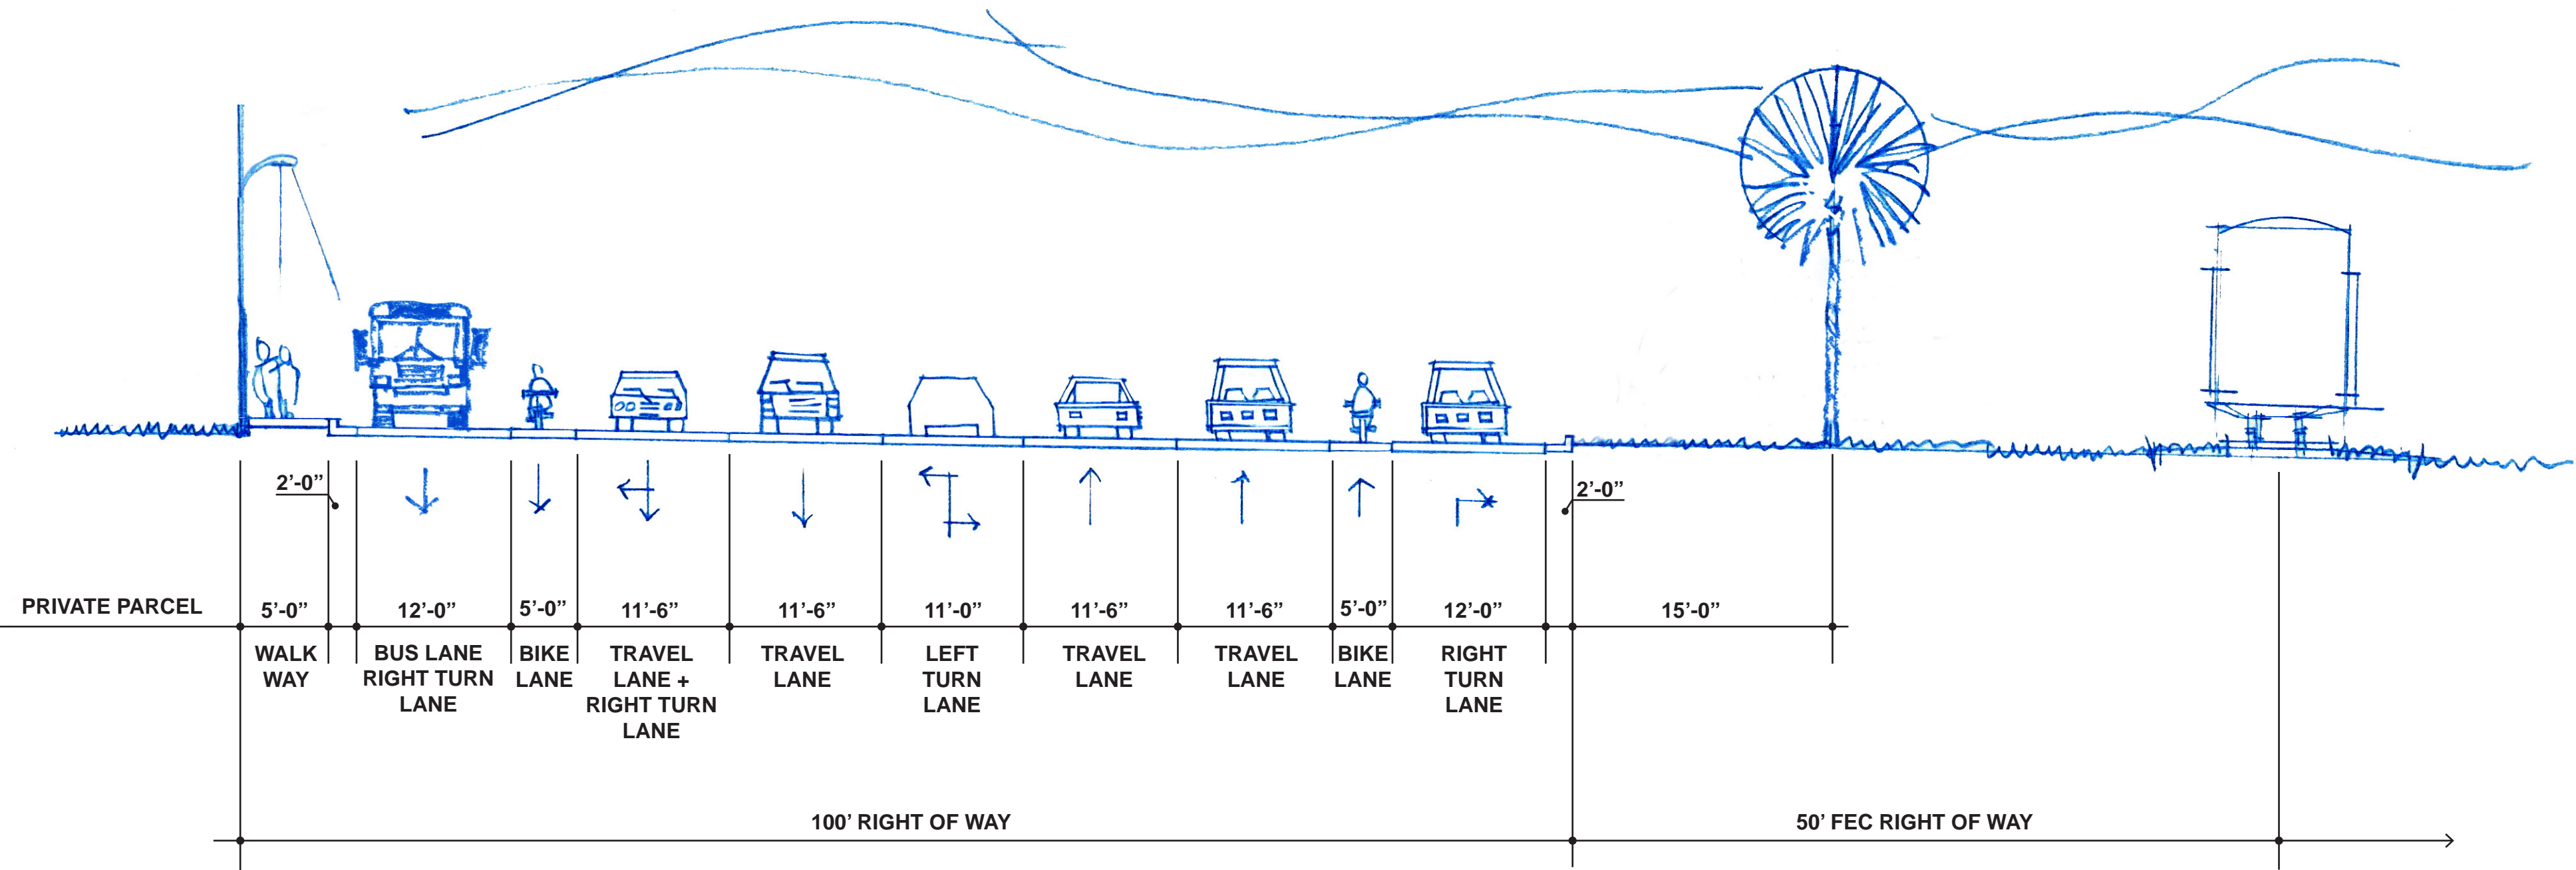 2’-0”
2’-0”
PRIVATE PARCEL
5’-0”
12’-0”
5’-0”
11’-6”
11’-6”
11’-0”
11’-6”
11’-6”
5’-0”
12’-0”
15’-0”
WALK
WAY
BUS LANE
RIGHT TURN
LANE
BIKE
LANE
TRAVEL
LANE +
RIGHT TURN
LANE
TRAVEL
LANE
LEFT
TURN
LANE
TRAVEL
LANE
TRAVEL
LANE
BIKE
LANE
RIGHT
TURN
LANE
100’ RIGHT OF WAY
50’ FEC RIGHT OF WAY